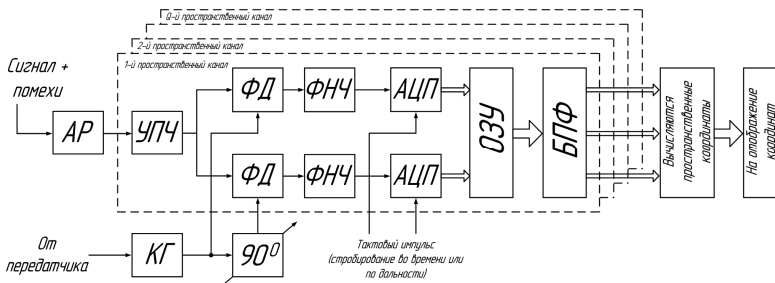 Q-й пространственный канал
2-й пространственный канал
1-й пространственный канал
Сигнал +
помехи
АР
УПЧ
ФД
ФНЧ
АЦП
ФД
ФНЧ
АЦП
ОЗУ
БПФ
Вычисляются
пространственные
координаты
На отображение
координат
От
передатчика
КГ
90⁰
Тактовый импульс
(стробирование во времени или
по дальности)